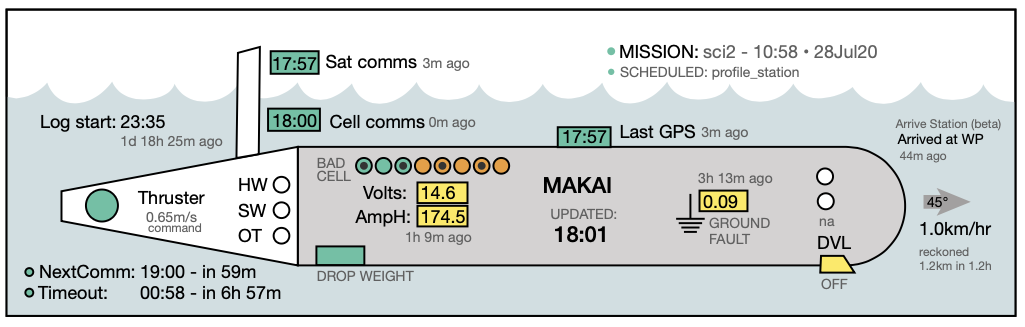 17:57 Sat comms 3m ago
MISSION: sci2 - 10:58 • 28Jul20
SCHEDULED: profile_station
Log start: 23:35
1d 18h 25m ago
18:00 Cell comms 0m ago
17:57 Last GPS 3m ago
Arrive Station (beta)
Arrived at WP
44m ago
Thruster
0.65m/s
command
HW
SW
OT
BAD
CELL
Volts: 14.6
AmpH: 174.5
1h 9m ago
DROP WEIGHT
MAKAI
UPDATED:
18:01
3h 13m ago
0.09
GROUND
FAULT
na
DVL
OFF
45°
1.0km/hr
reckoned
1.2km in 1.2h
NextComm: 19:00 - in 59m
Timeout: 00:58 - in 6h 57m